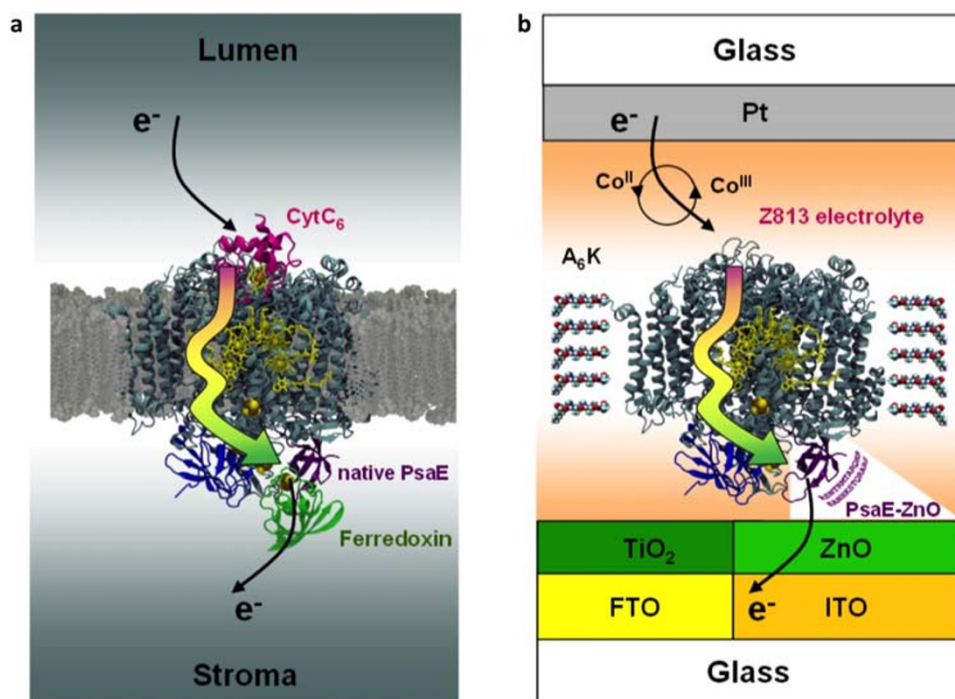 a
Lumen
e-
CytC6
native PsaE
Ferredoxin
e-
Stroma
b
Glass
Pt
e-
CoII
CoIII
Z813 electrolyte
A6K
PsaE-ZnO
TiO2
ZnO
FTO
e-
ITO
Glass